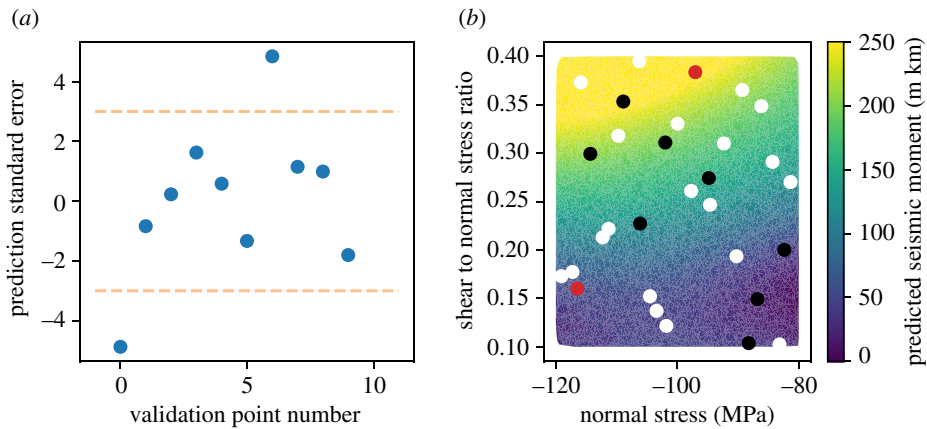 (a)
prediction standard error
4
2
0
−2
−4
0 5 10
validation point number
(b)
shear to normal stress ratio
0.40
0.35
0.30
0.25
0.20
0.15
0.10
−120 −100 −80
normal stress (MPa)
250
200
150
100
50
0
predicted seismic moment (m km)